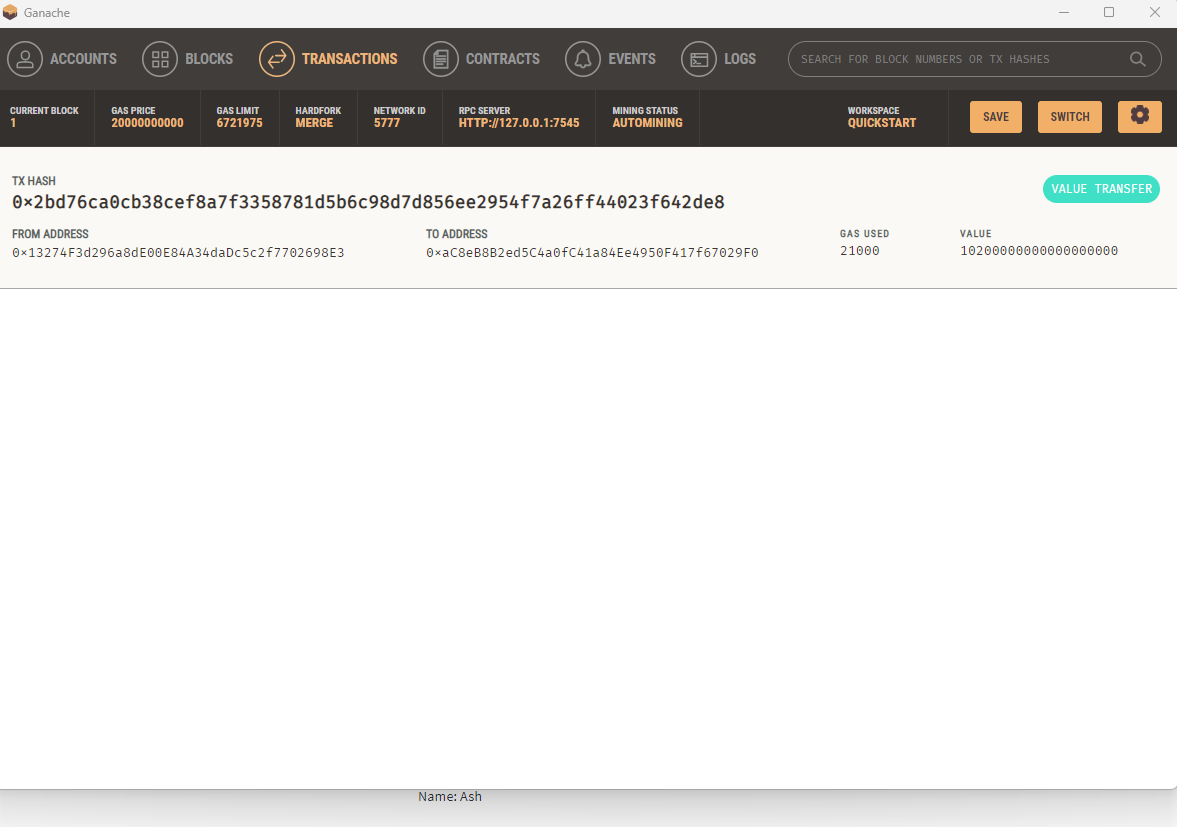 Ganache
ACCOUNTS BLOCKS TRANSACTIONS CONTRACTS EVENTS LOGS SEARCH FOR BLOCK NUMBERS OR TX HASHES
CURRENT BLOCK GAS PRICE GAS LIMIT HARDFORK NETWORK ID RPC SERVER MINING STATUS WORKSPACE
1 20000000000 6721975 MERGE 5777 HTTP://127.0.0.1:7545 AUTOMINING QUICKSTART SAVE SWITCH
TX HASH
0×2bd76ca0cb38cef8a7f3358781d5b6c98d7d856ee2954f7a26ff44023f642de8 VALUE TRANSFER
FROM ADDRESS TO ADDRESS GAS USED VALUE
0×13274F3d296a8dE00E84A34daDc5c2f7702698E3 0×aC8eB8B2ed5C4a0fC41a84Ee4950F417f67029F0 21000 10200000000000000000
Name: Ash